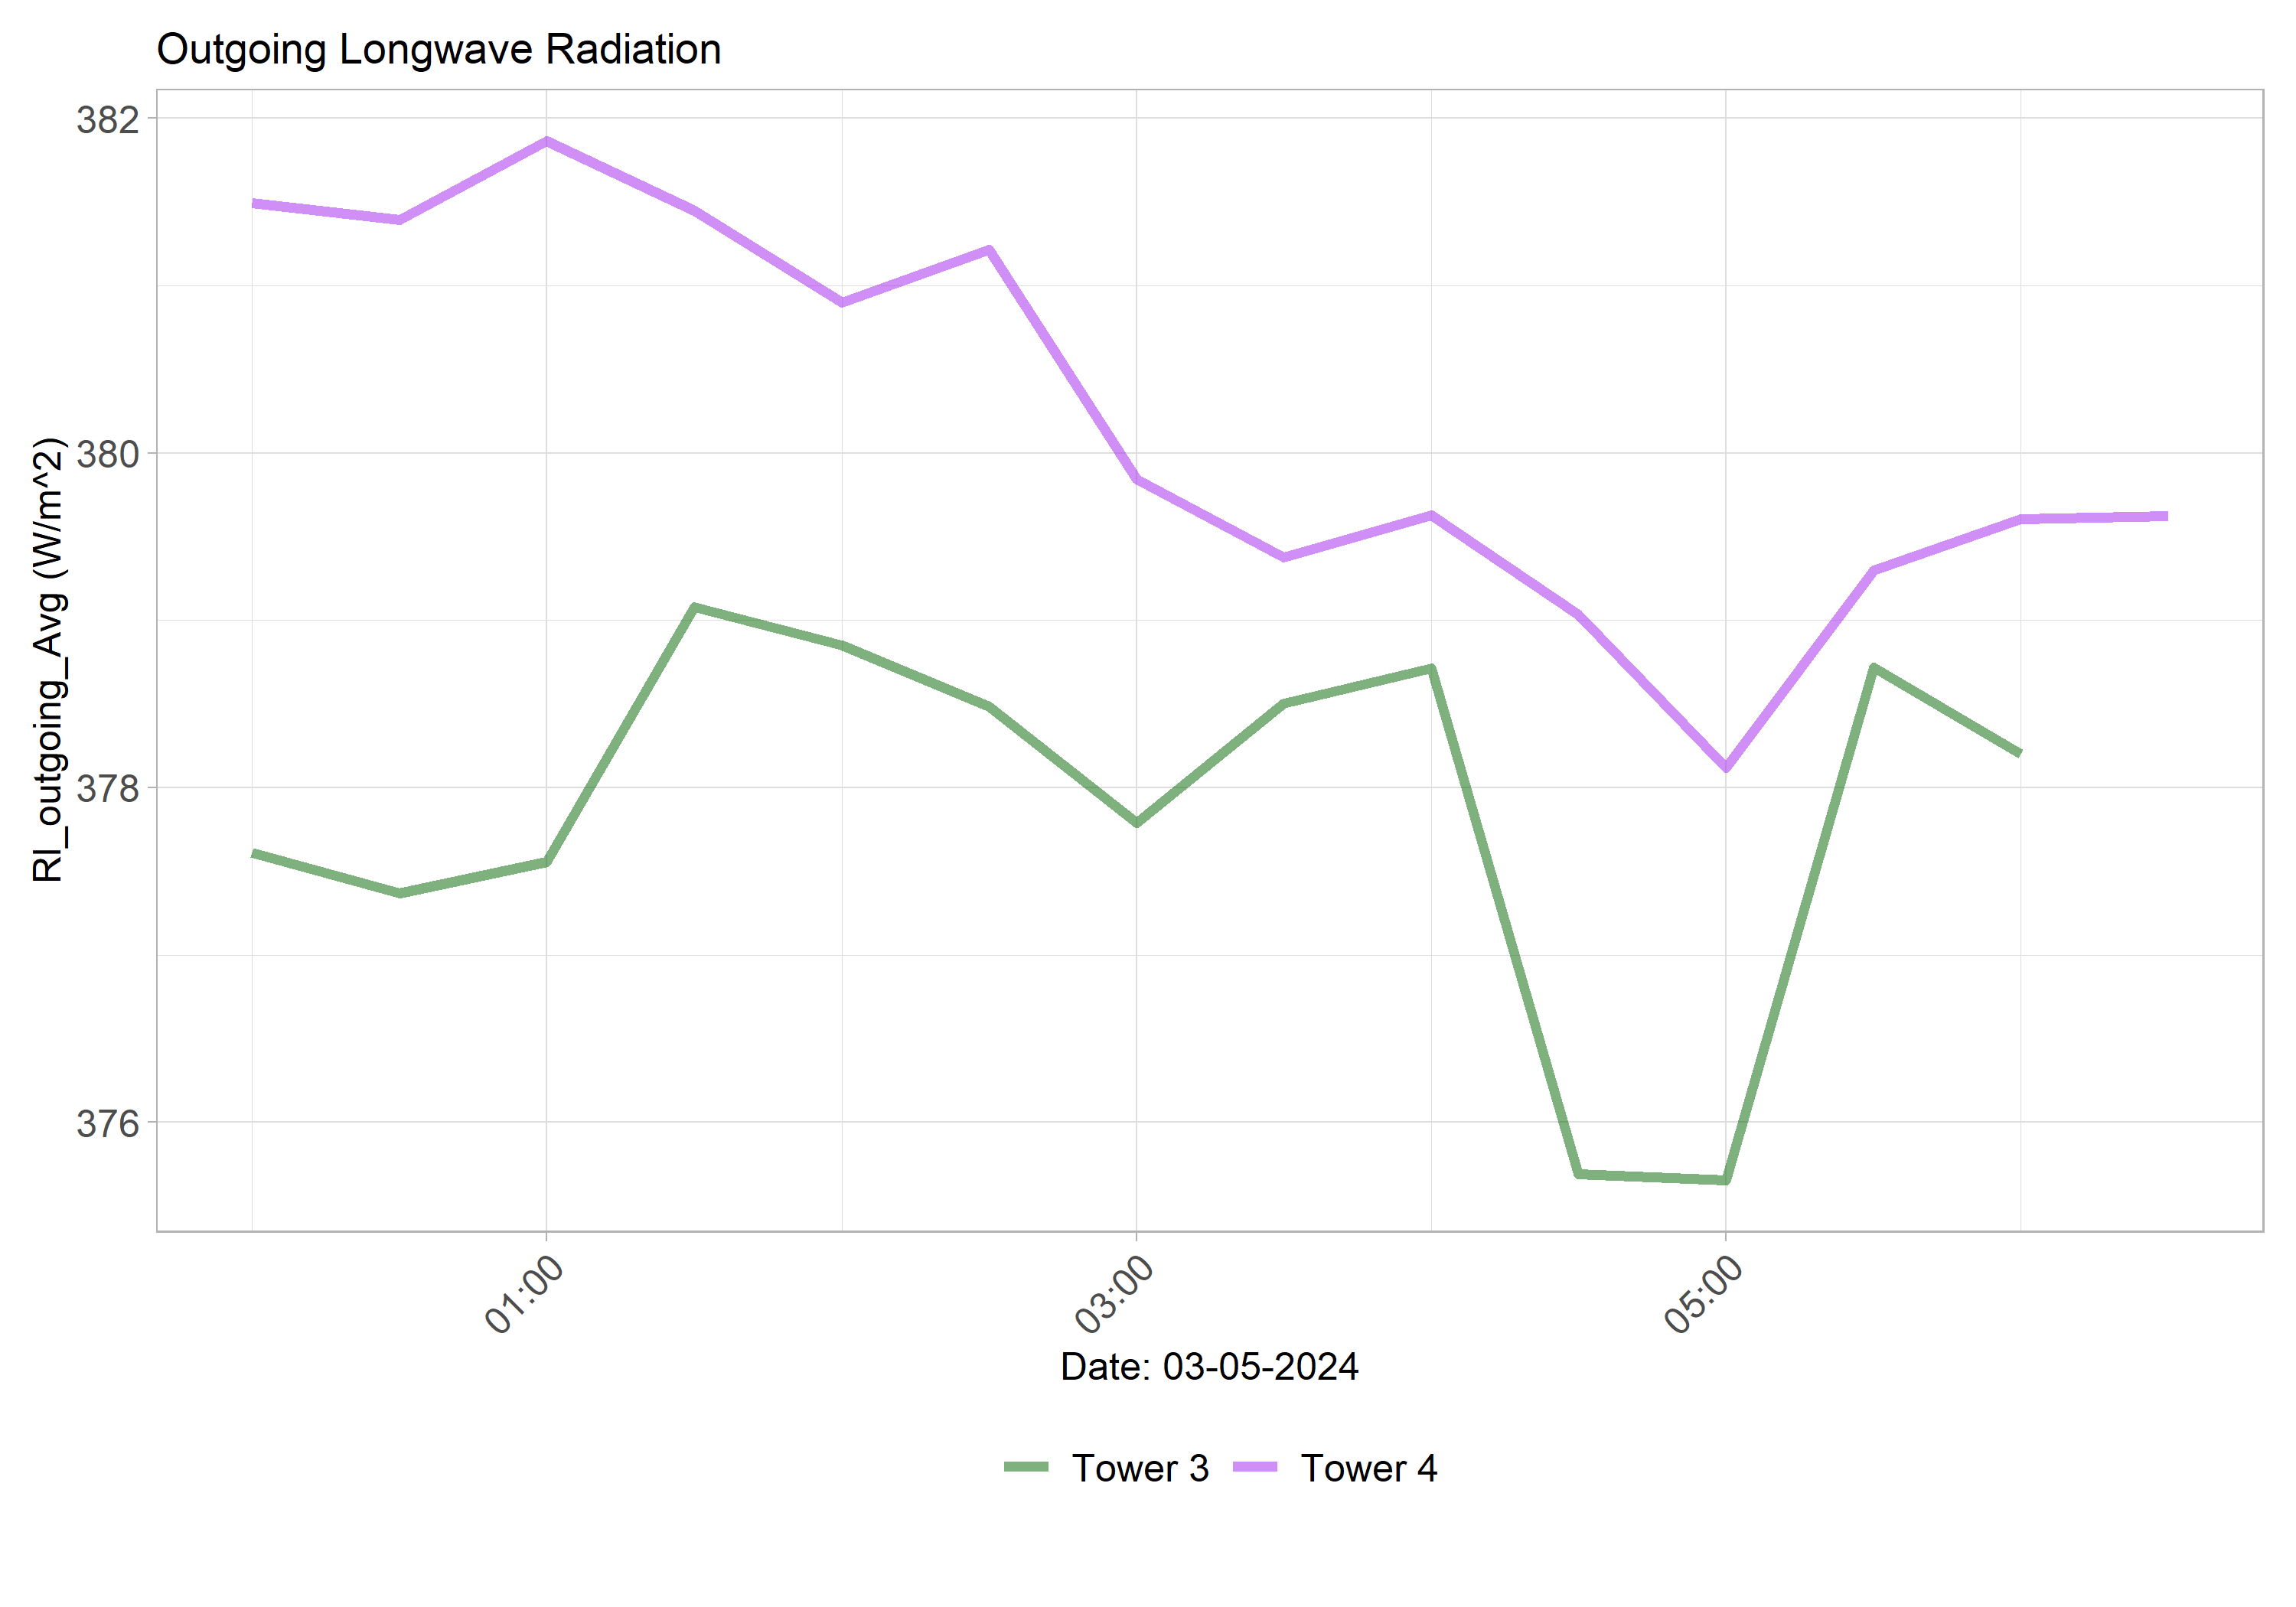 Outgoing Longwave Radiation
Rl_outgoing_Avg (W/m^2)
382
380
378
376
01:00
03:00
05:00
Date: 03-05-2024
Tower 3
Tower 4